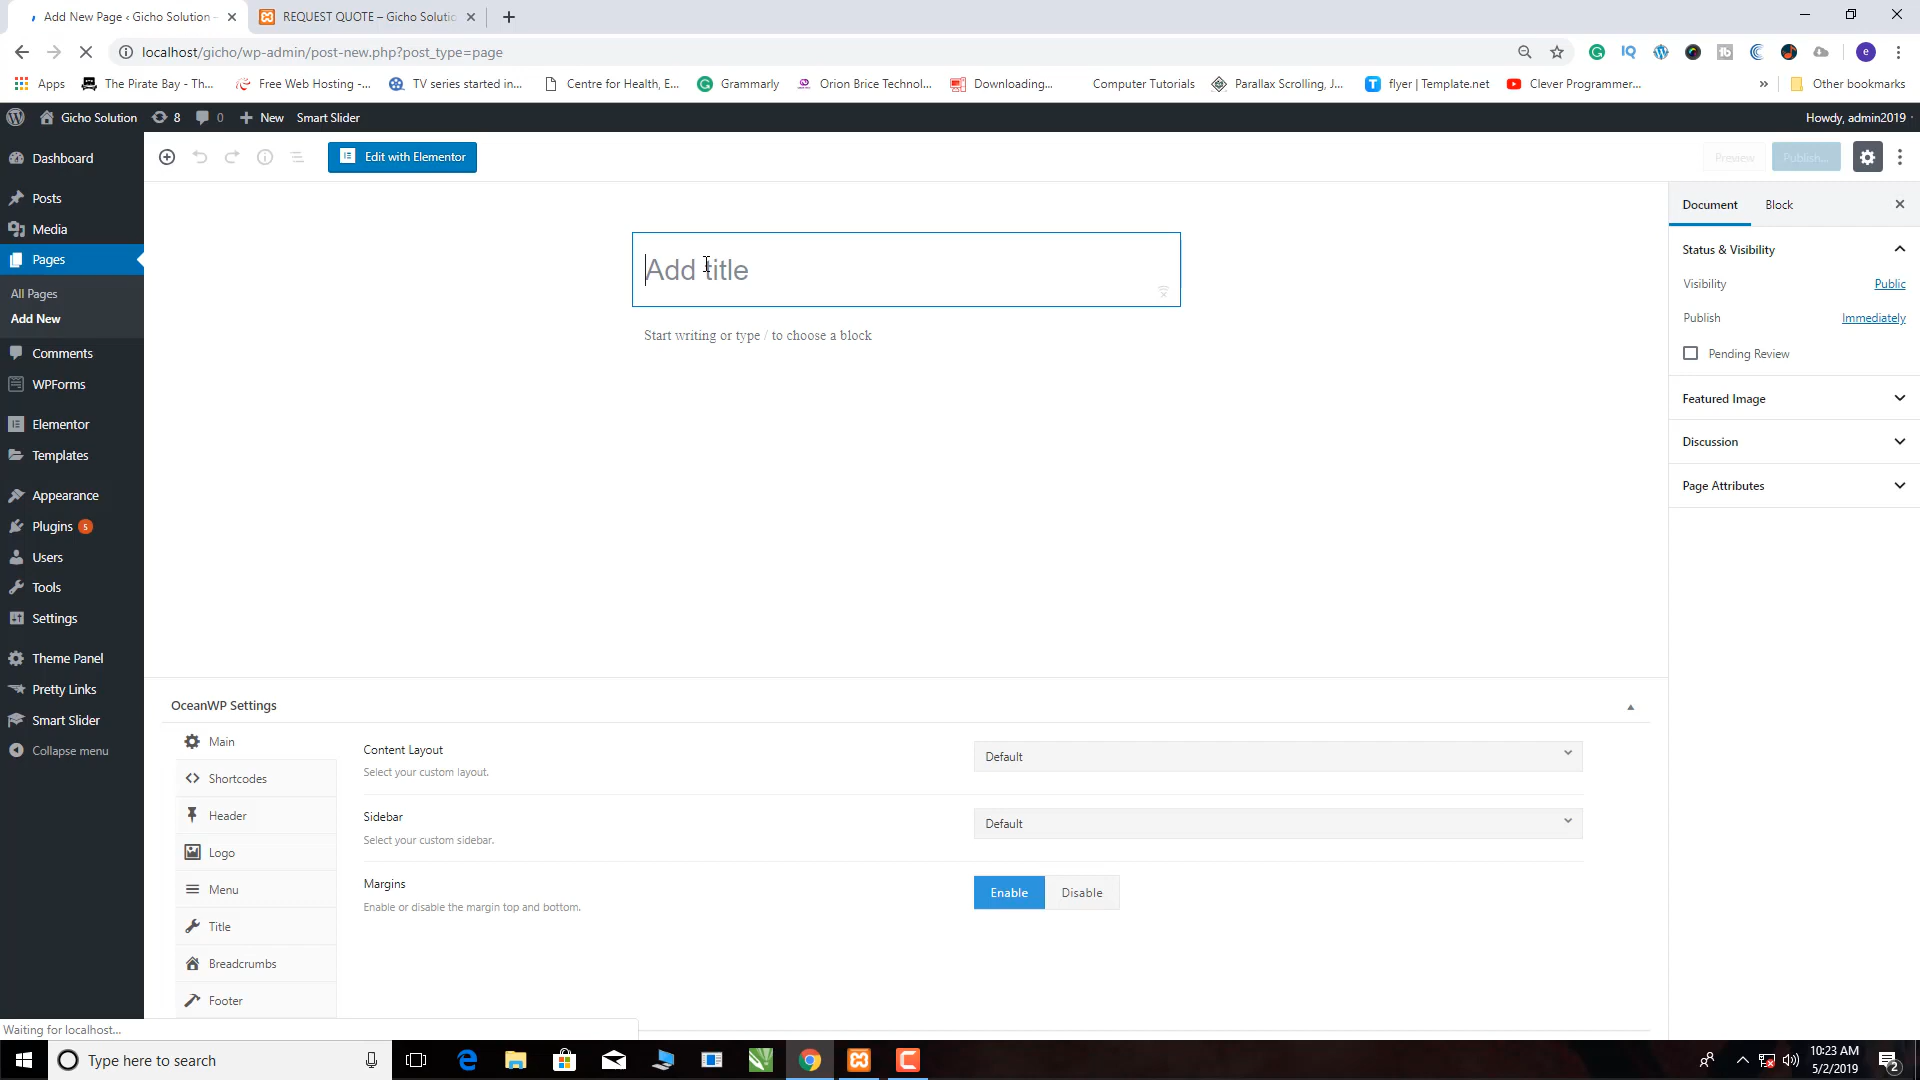 Add New Page ‹ Gicho Solution –
REQUEST QUOTE – Gicho Solutio
localhost/gicho/wp-admin/post-new.php?post_type=page
Apps
The Pirate Bay - Th...
Free Web Hosting -...
TV series started in...
Centre for Health, E...
Grammarly
Orion Brice Technol...
Downloading...
Computer Tutorials
Parallax Scrolling, J...
flyer | Template.net
Clever Programmer...
»
Other bookmarks
Gicho Solution
8
0
New
Smart Slider
Howdy, admin2019
Dashboard
Posts
Media
Pages
All Pages
Add New
Comments
WPForms
Elementor
Templates
Appearance
Plugins 5
Users
Tools
Settings
Theme Panel
Pretty Links
Smart Slider
Collapse menu
Edit with Elementor
Preview
Publish...
Add title
Start writing or type / to choose a block
Document
Block
Status & Visibility
Visibility
Public
Publish
Immediately
Pending Review
Featured Image
Discussion
Page Attributes
OceanWP Settings
Main
Shortcodes
Header
Logo
Menu
Title
Breadcrumbs
Footer
Content Layout
Select your custom layout.
Default
Sidebar
Select your custom sidebar.
Default
Margins
Enable or disable the margin top and bottom.
Enable
Disable
Waiting for localhost...
Type here to search
10:23 AM
5/2/2019
2